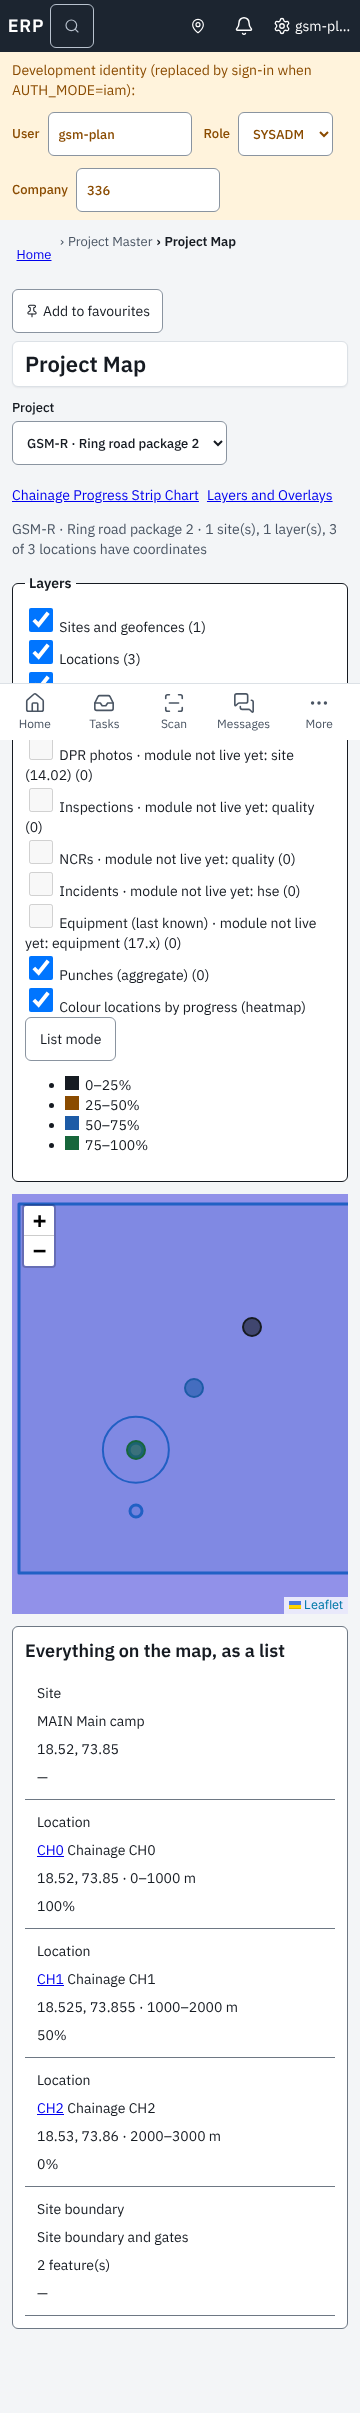 ERP
gsm-pl...
Development identity (replaced by sign-in when
AUTH_MODE=iam):
User gsm-plan Role SYSADM
Company 336
Home › Project Master › Project Map
Add to favourites
Project Map
Project
GSM-R · Ring road package 2
Chainage Progress Strip Chart Layers and Overlays
GSM-R · Ring road package 2 · 1 site(s), 1 layer(s), 3
of 3 locations have coordinates
Layers
Sites and geofences (1)
Locations (3)
Home Tasks Scan Messages More
DPR photos · module not live yet: site
(14.02) (0)
Inspections · module not live yet: quality
(0)
NCRs · module not live yet: quality (0)
Incidents · module not live yet: hse (0)
Equipment (last known) · module not live
yet: equipment (17.x) (0)
Punches (aggregate) (0)
Colour locations by progress (heatmap)
List mode
0–25%
25–50%
50–75%
75–100%
+
−
Leaflet
Everything on the map, as a list
Site
MAIN Main camp
18.52, 73.85
—
Location
CH0 Chainage CH0
18.52, 73.85 · 0–1000 m
100%
Location
CH1 Chainage CH1
18.525, 73.855 · 1000–2000 m
50%
Location
CH2 Chainage CH2
18.53, 73.86 · 2000–3000 m
0%
Site boundary
Site boundary and gates
2 feature(s)
—